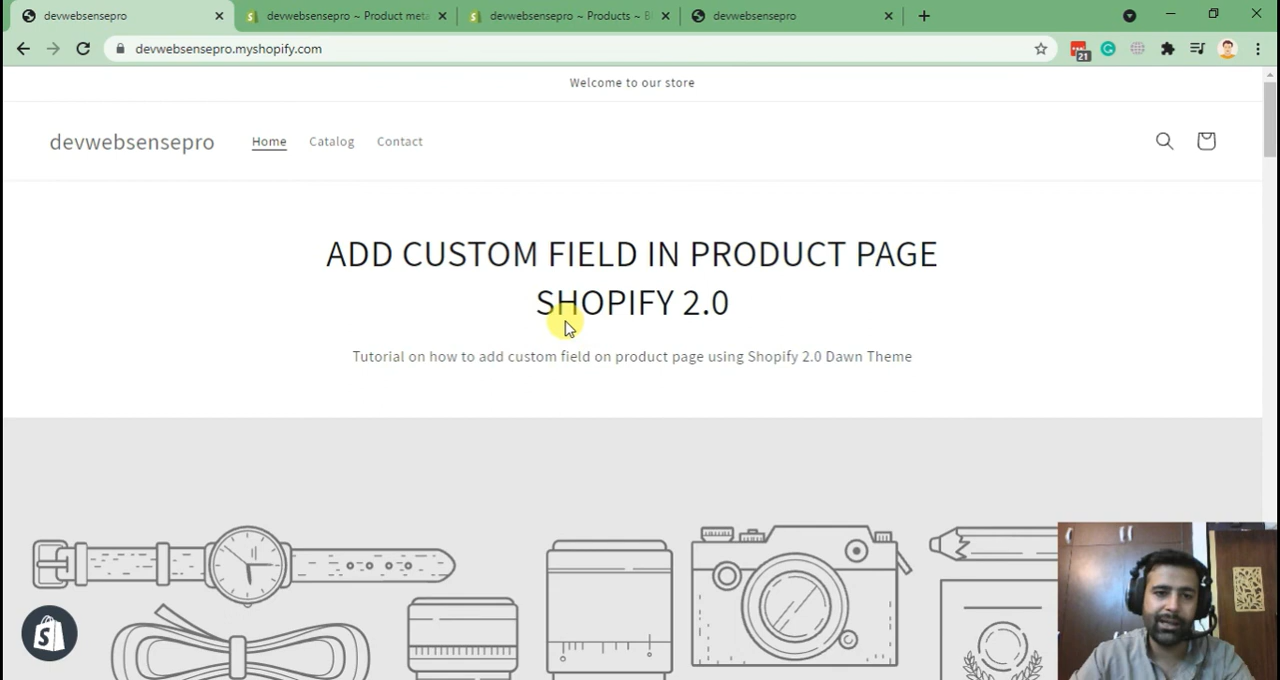 devwebsensepro
devwebsensepro ~ Product meta
devwebsensepro ~ Products ~ B
devwebsensepro
devwebsensepro.myshopify.com
21
Welcome to our store
devwebsensepro
Home
Catalog
Contact
ADD CUSTOM FIELD IN PRODUCT PAGE
SHOPIFY 2.0
Tutorial on how to add custom field on product page using Shopify 2.0 Dawn Theme